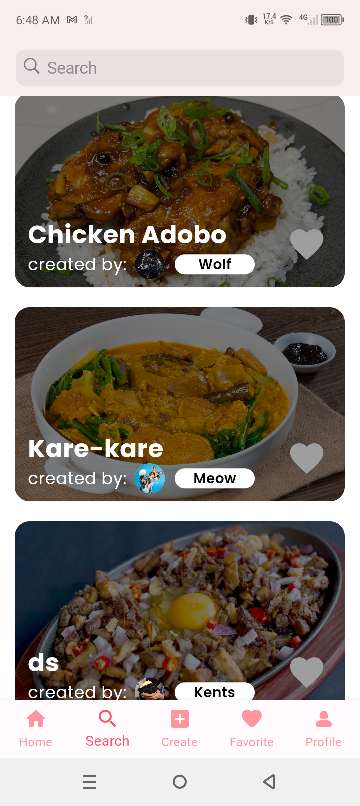 6:48 AM
17.4
K/s
4G
100
Search
Chicken Adobo
created by: Wolf
Kare-kare
created by: Meow
ds
created by: Kents
Home
Search
Create
Favorite
Profile